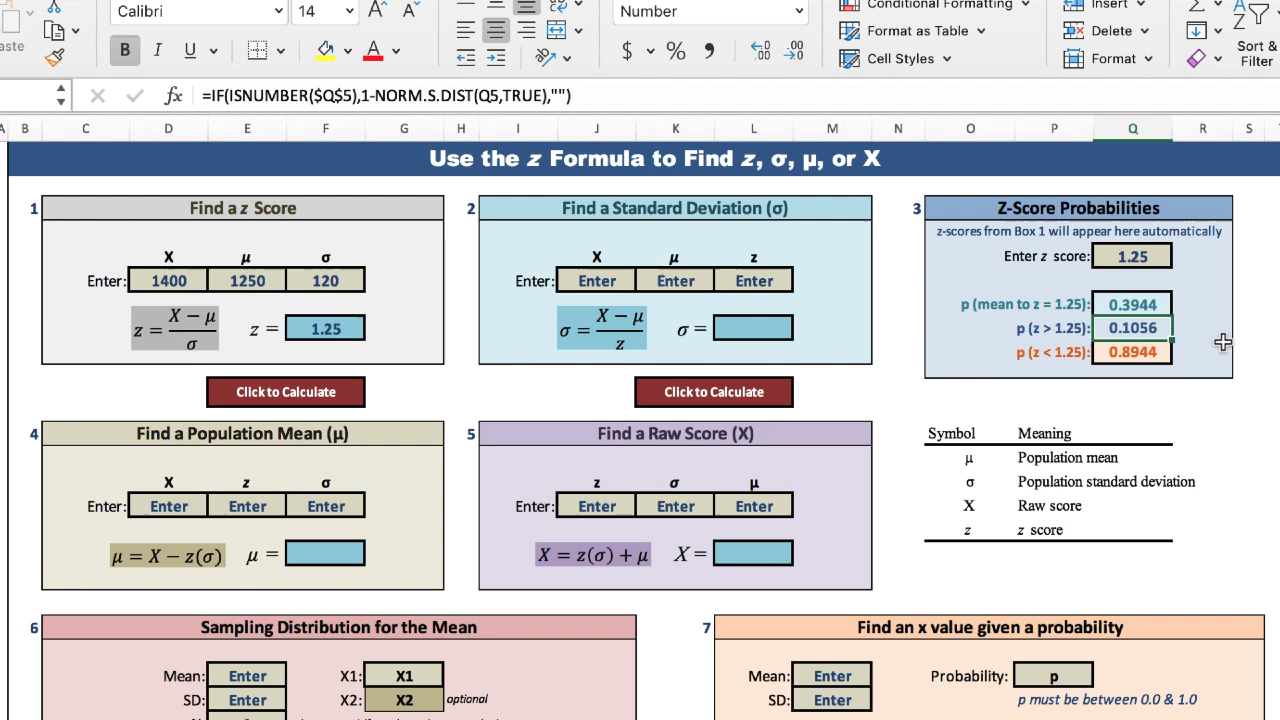 Calibri 14 A A Number Conditional Formatting Insert
B I U A $ % 9 .0 .00 Format as Table Delete
Cell Styles Format
Sort &
Filter
fx =IF(ISNUMBER($Q$5),1-NORM.S.DIST(Q5,TRUE),"")
A B C D E F G H I J K L M N O P Q R S
Use the z Formula to Find z, σ, μ, or X
1 Find a z Score
X μ σ
Enter: 1400 1250 120
z = X − μ / σ z = 1.25
Click to Calculate
2 Find a Standard Deviation (σ)
X μ z
Enter: Enter Enter Enter
σ = X − μ / z σ =
Click to Calculate
3 Z-Score Probabilities
z-scores from Box 1 will appear here automatically
Enter z score: 1.25
p (mean to z = 1.25): 0.3944
p (z > 1.25): 0.1056
p (z < 1.25): 0.8944
4 Find a Population Mean (μ)
X z σ
Enter: Enter Enter Enter
μ = X − z(σ) μ =
5 Find a Raw Score (X)
z σ μ
Enter: Enter Enter Enter
X = z(σ) + μ X =
Symbol Meaning
μ Population mean
σ Population standard deviation
X Raw score
z z score
6 Sampling Distribution for the Mean
Mean: Enter X1: X1
SD: Enter X2: X2 optional
7 Find an x value given a probability
Mean: Enter Probability: p
SD: Enter p must be between 0.0 & 1.0